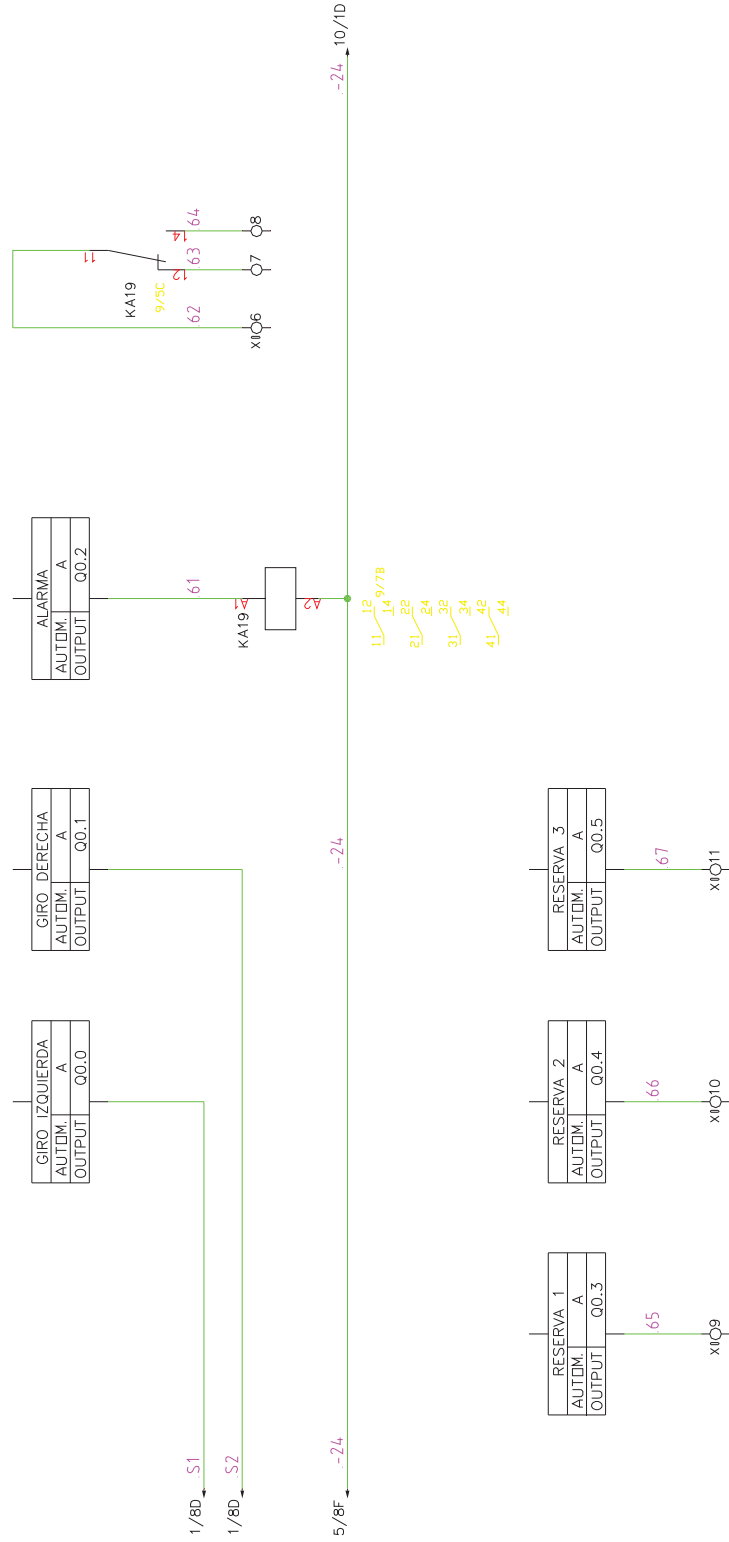 GIRO IZQUIERDA
AUTOM. A
OUTPUT Q0.0
GIRO DERECHA
AUTOM. A
OUTPUT Q0.1
ALARMA
AUTOM. A
OUTPUT Q0.2
1/8D S1
1/8D S2
61
KA19
A1
A2
11
KA19
9/5C
12
14
62
63
64
X0 6
7
8
5/8F -24
-24
-24 10/1D
11 12 9/7B
14
21 22
24
31 32
34
41 42
44
RESERVA 1
AUTOM. A
OUTPUT Q0.3
65
X0 9
RESERVA 2
AUTOM. A
OUTPUT Q0.4
66
X0 10
RESERVA 3
AUTOM. A
OUTPUT Q0.5
67
X0 11